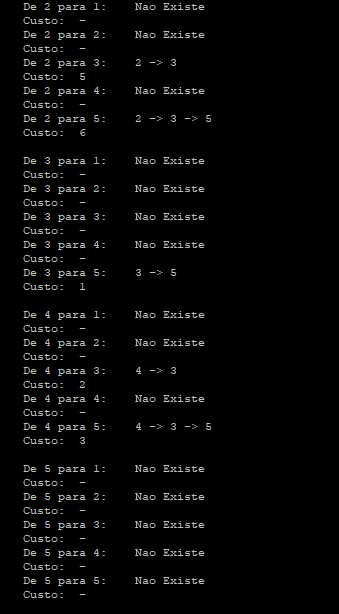 De 2 para 1:    Nao Existe
Custo:  -
De 2 para 2:    Nao Existe
Custo:  -
De 2 para 3:    2 -> 3
Custo:  5
De 2 para 4:    Nao Existe
Custo:  -
De 2 para 5:    2 -> 3 -> 5
Custo:  6

De 3 para 1:    Nao Existe
Custo:  -
De 3 para 2:    Nao Existe
Custo:  -
De 3 para 3:    Nao Existe
Custo:  -
De 3 para 4:    Nao Existe
Custo:  -
De 3 para 5:    3 -> 5
Custo:  1

De 4 para 1:    Nao Existe
Custo:  -
De 4 para 2:    Nao Existe
Custo:  -
De 4 para 3:    4 -> 3
Custo:  2
De 4 para 4:    Nao Existe
Custo:  -
De 4 para 5:    4 -> 3 -> 5
Custo:  3

De 5 para 1:    Nao Existe
Custo:  -
De 5 para 2:    Nao Existe
Custo:  -
De 5 para 3:    Nao Existe
Custo:  -
De 5 para 4:    Nao Existe
Custo:  -
De 5 para 5:    Nao Existe
Custo:  -